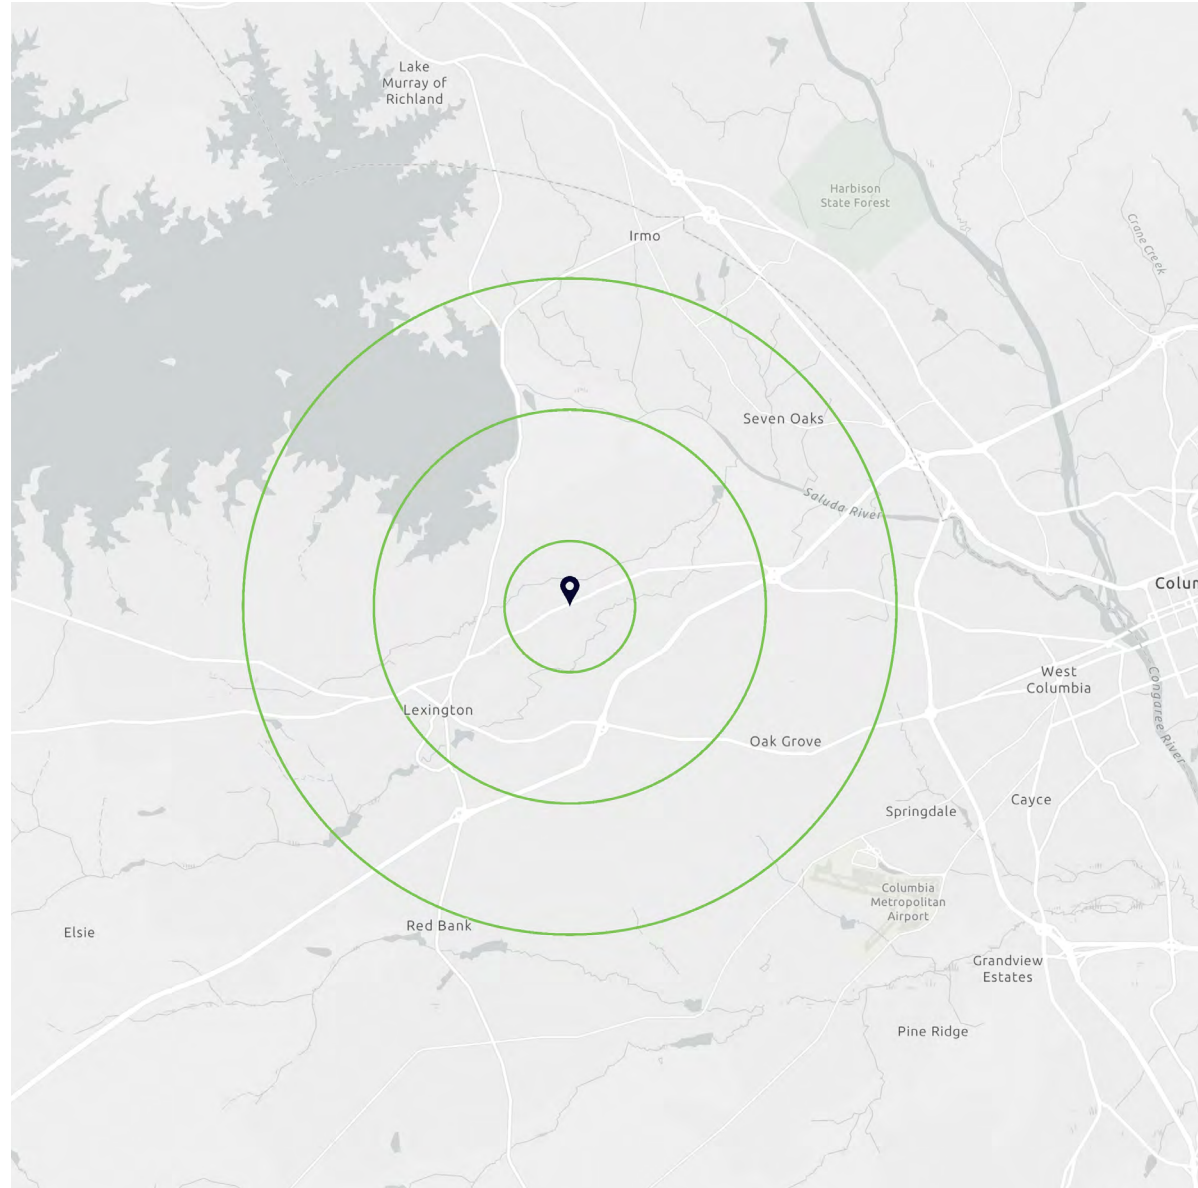 Lake
Murray of
Richland
Harbison
State Forest
Crane Creek
Irmo
Seven Oaks
Saluda River
Colum
West
Columbia
Congaree River
Lexington
Oak Grove
Cayce
Springdale
Columbia
Metropolitan
Airport
Red Bank
Elsie
Grandview
Estates
Pine Ridge